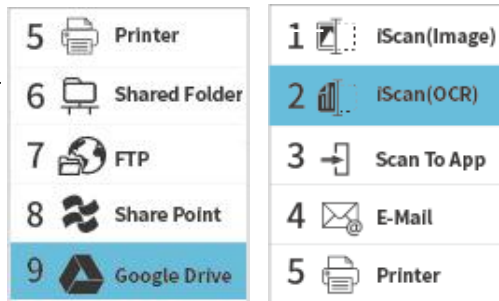 5 Printer
6 Shared Folder
7 FTP
8 Share Point
9 Google Drive
1 iScan(Image)
2 iScan(OCR)
3 Scan To App
4 E-Mail
5 Printer